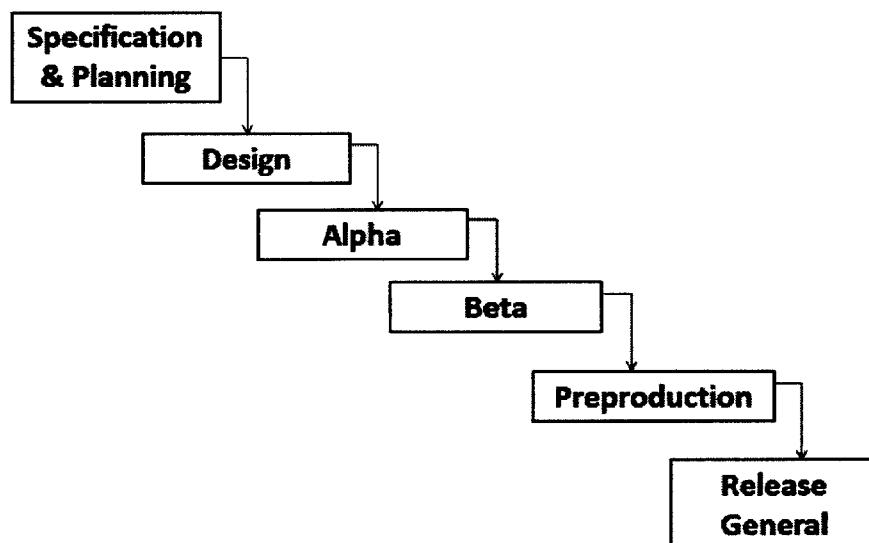 Specification
& Planning
Design
Alpha
Beta
Preproduction
Release
General